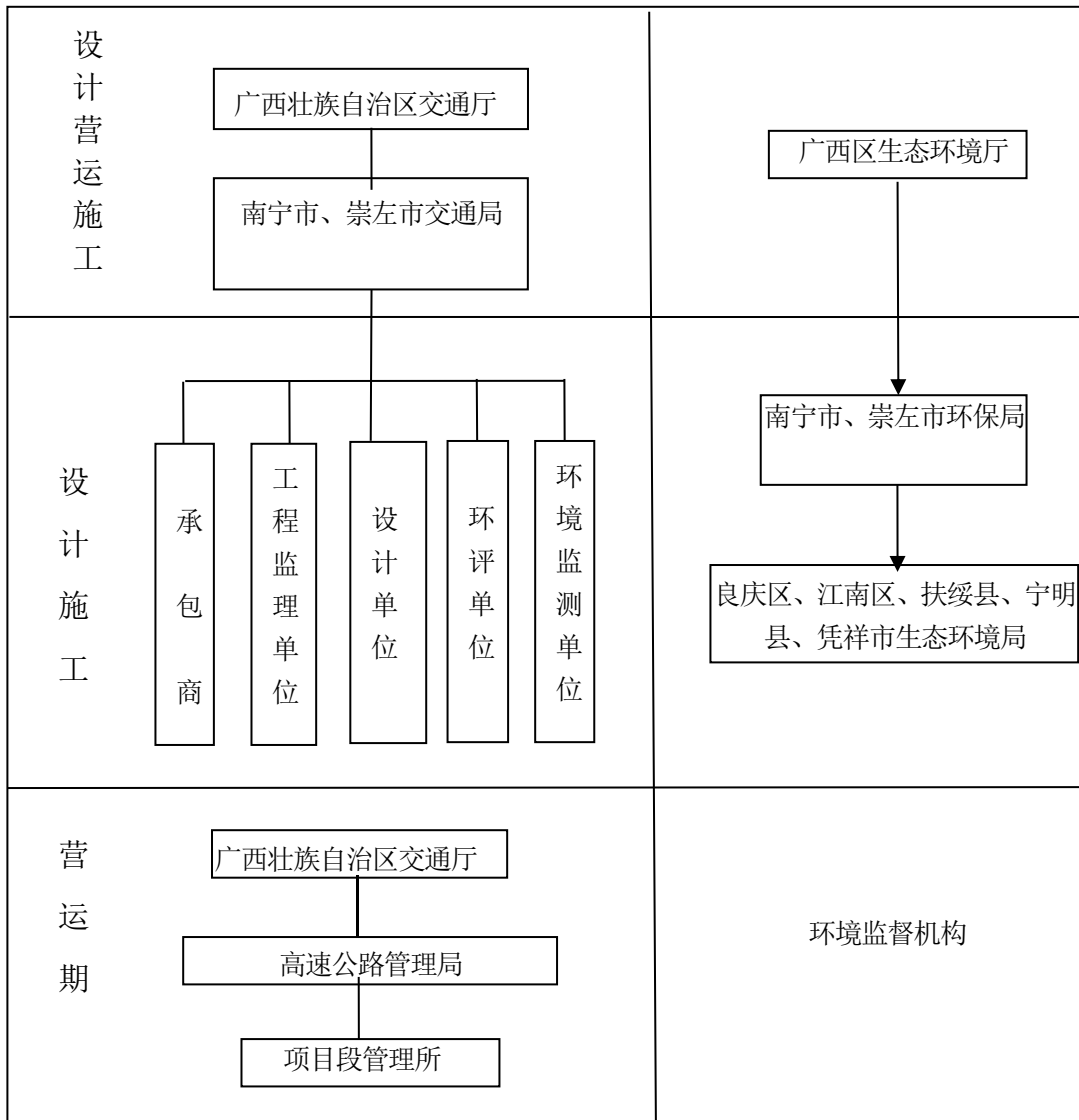 设计营运施工
广西壮族自治区交通厅
南宁市、崇左市交通局
广西区生态环境厅
设计施工
承包商
工程监理单位
设计单位
环评单位
环境监测单位
南宁市、崇左市环保局
良庆区、江南区、扶绥县、宁明
县、凭祥市生态环境局
营运期
广西壮族自治区交通厅
高速公路管理局
项目段管理所
环境监督机构